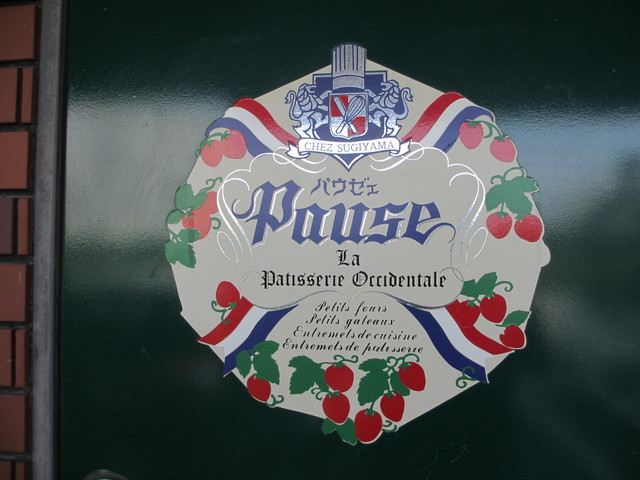 CHEZ SUGIYAMA
パウゼェ
Pause
La
Patisserie Occidentale
Petits fours
Petits gateaux
Entremets de cuisine
Entremets de patisserie